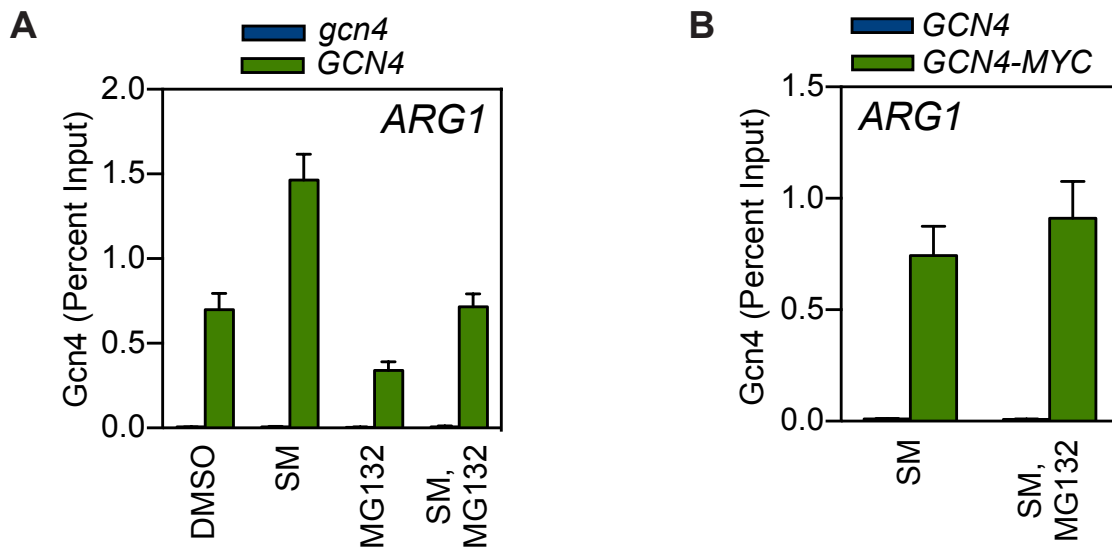 A
gcn4
GCN4
2.0
1.5
1.0
0.5
0.0
Gcn4 (Percent Input)
ARG1
DMSO
SM
MG132
SM,
MG132
B
GCN4
GCN4-MYC
1.5
1.0
0.5
0.0
Gcn4 (Percent Input)
ARG1
SM
SM,
MG132